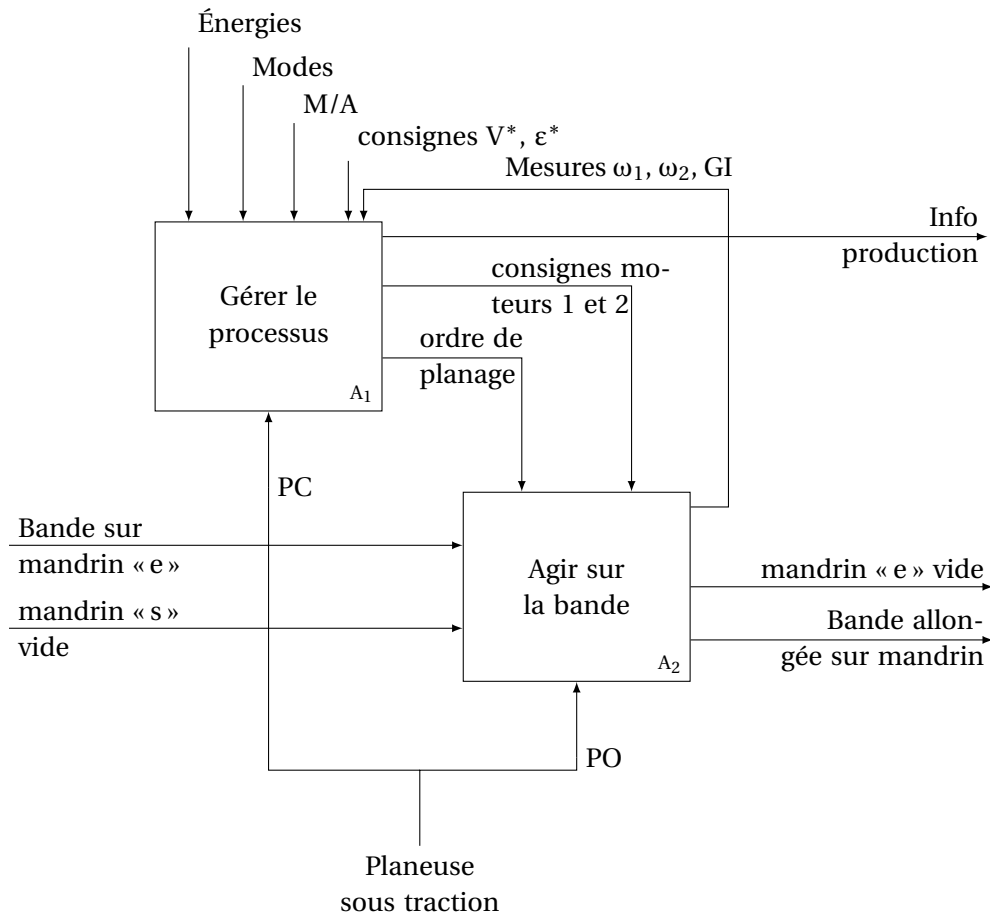 Énergies
Modes
M/A
consignes V*, ε*
Mesures ω₁, ω₂, GI
Info
production
consignes mo-
teurs 1 et 2
Gérer le
processus
ordre de
planage
A₁
PC
Bande sur
mandrin « e »
Agir sur
la bande
mandrin « e » vide
mandrin « s »
vide
Bande allon-
gée sur mandrin
A₂
PO
Planeuse
sous traction